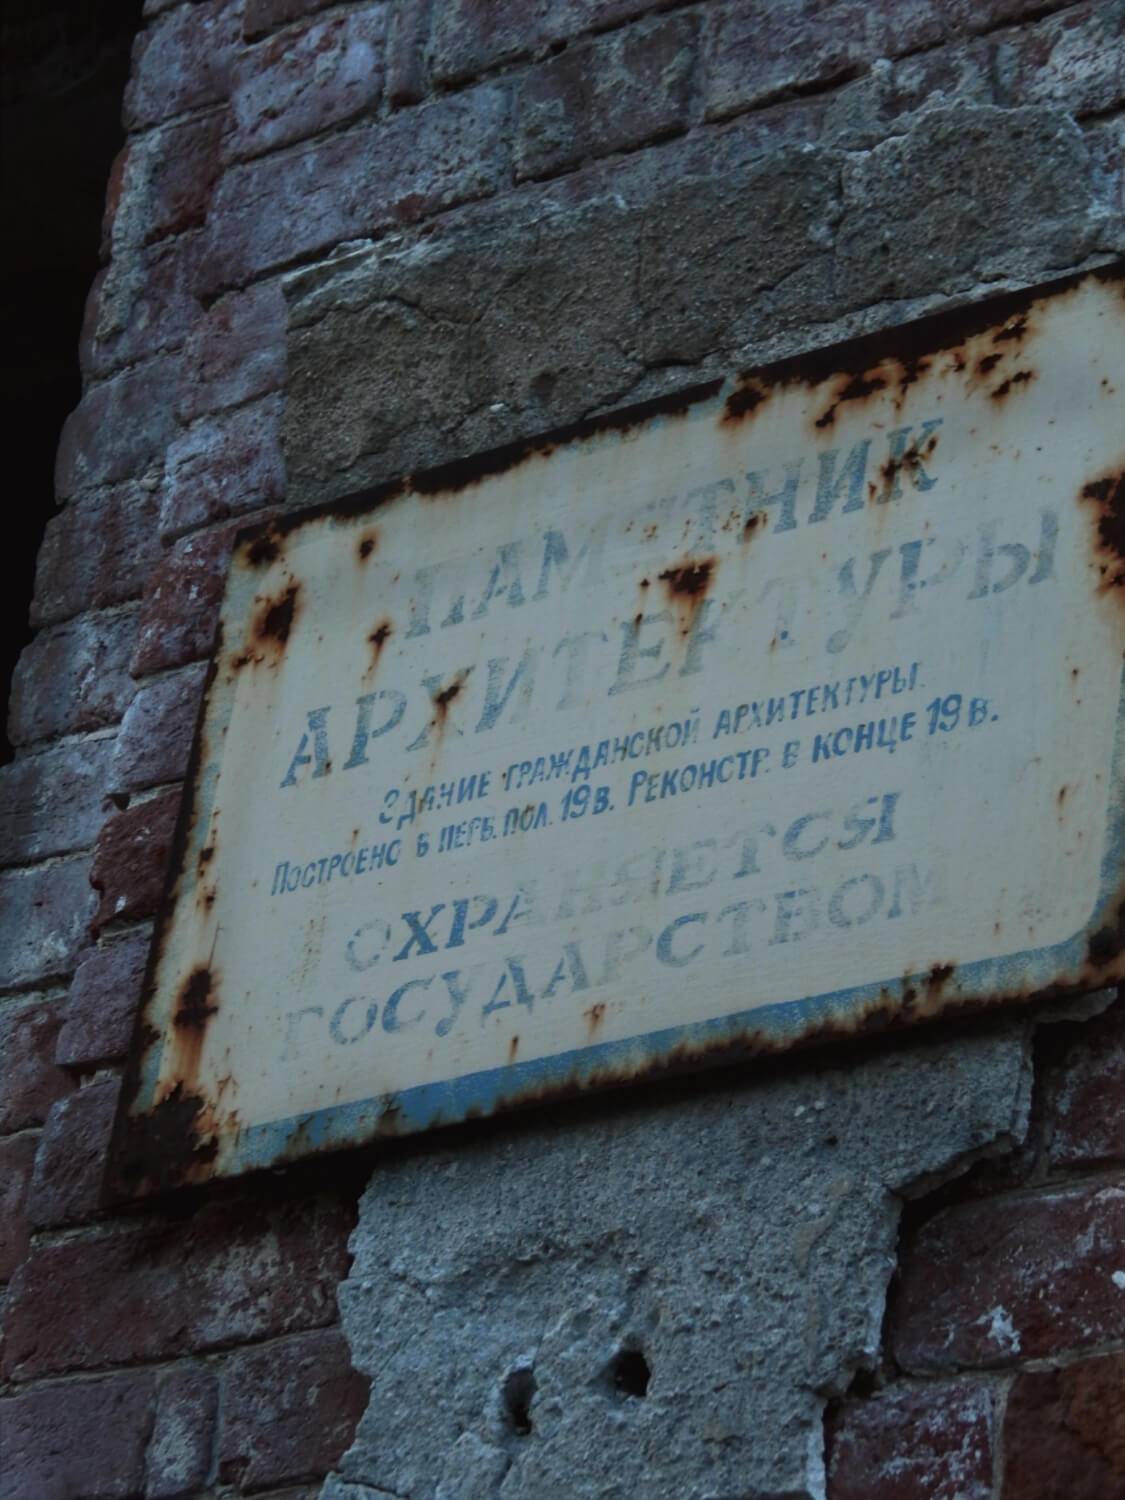 ПАМЯТНИК
АРХИТЕКТУРЫ
ЗДАНИЕ ГРАЖДАНСКОЙ АРХИТЕКТУРЫ.
ПОСТРОЕНО В ПЕРВ. ПОЛ. 19 В. РЕКОНСТР. В КОНЦЕ 19 В.
ОХРАНЯЕТСЯ
ГОСУДАРСТВОМ